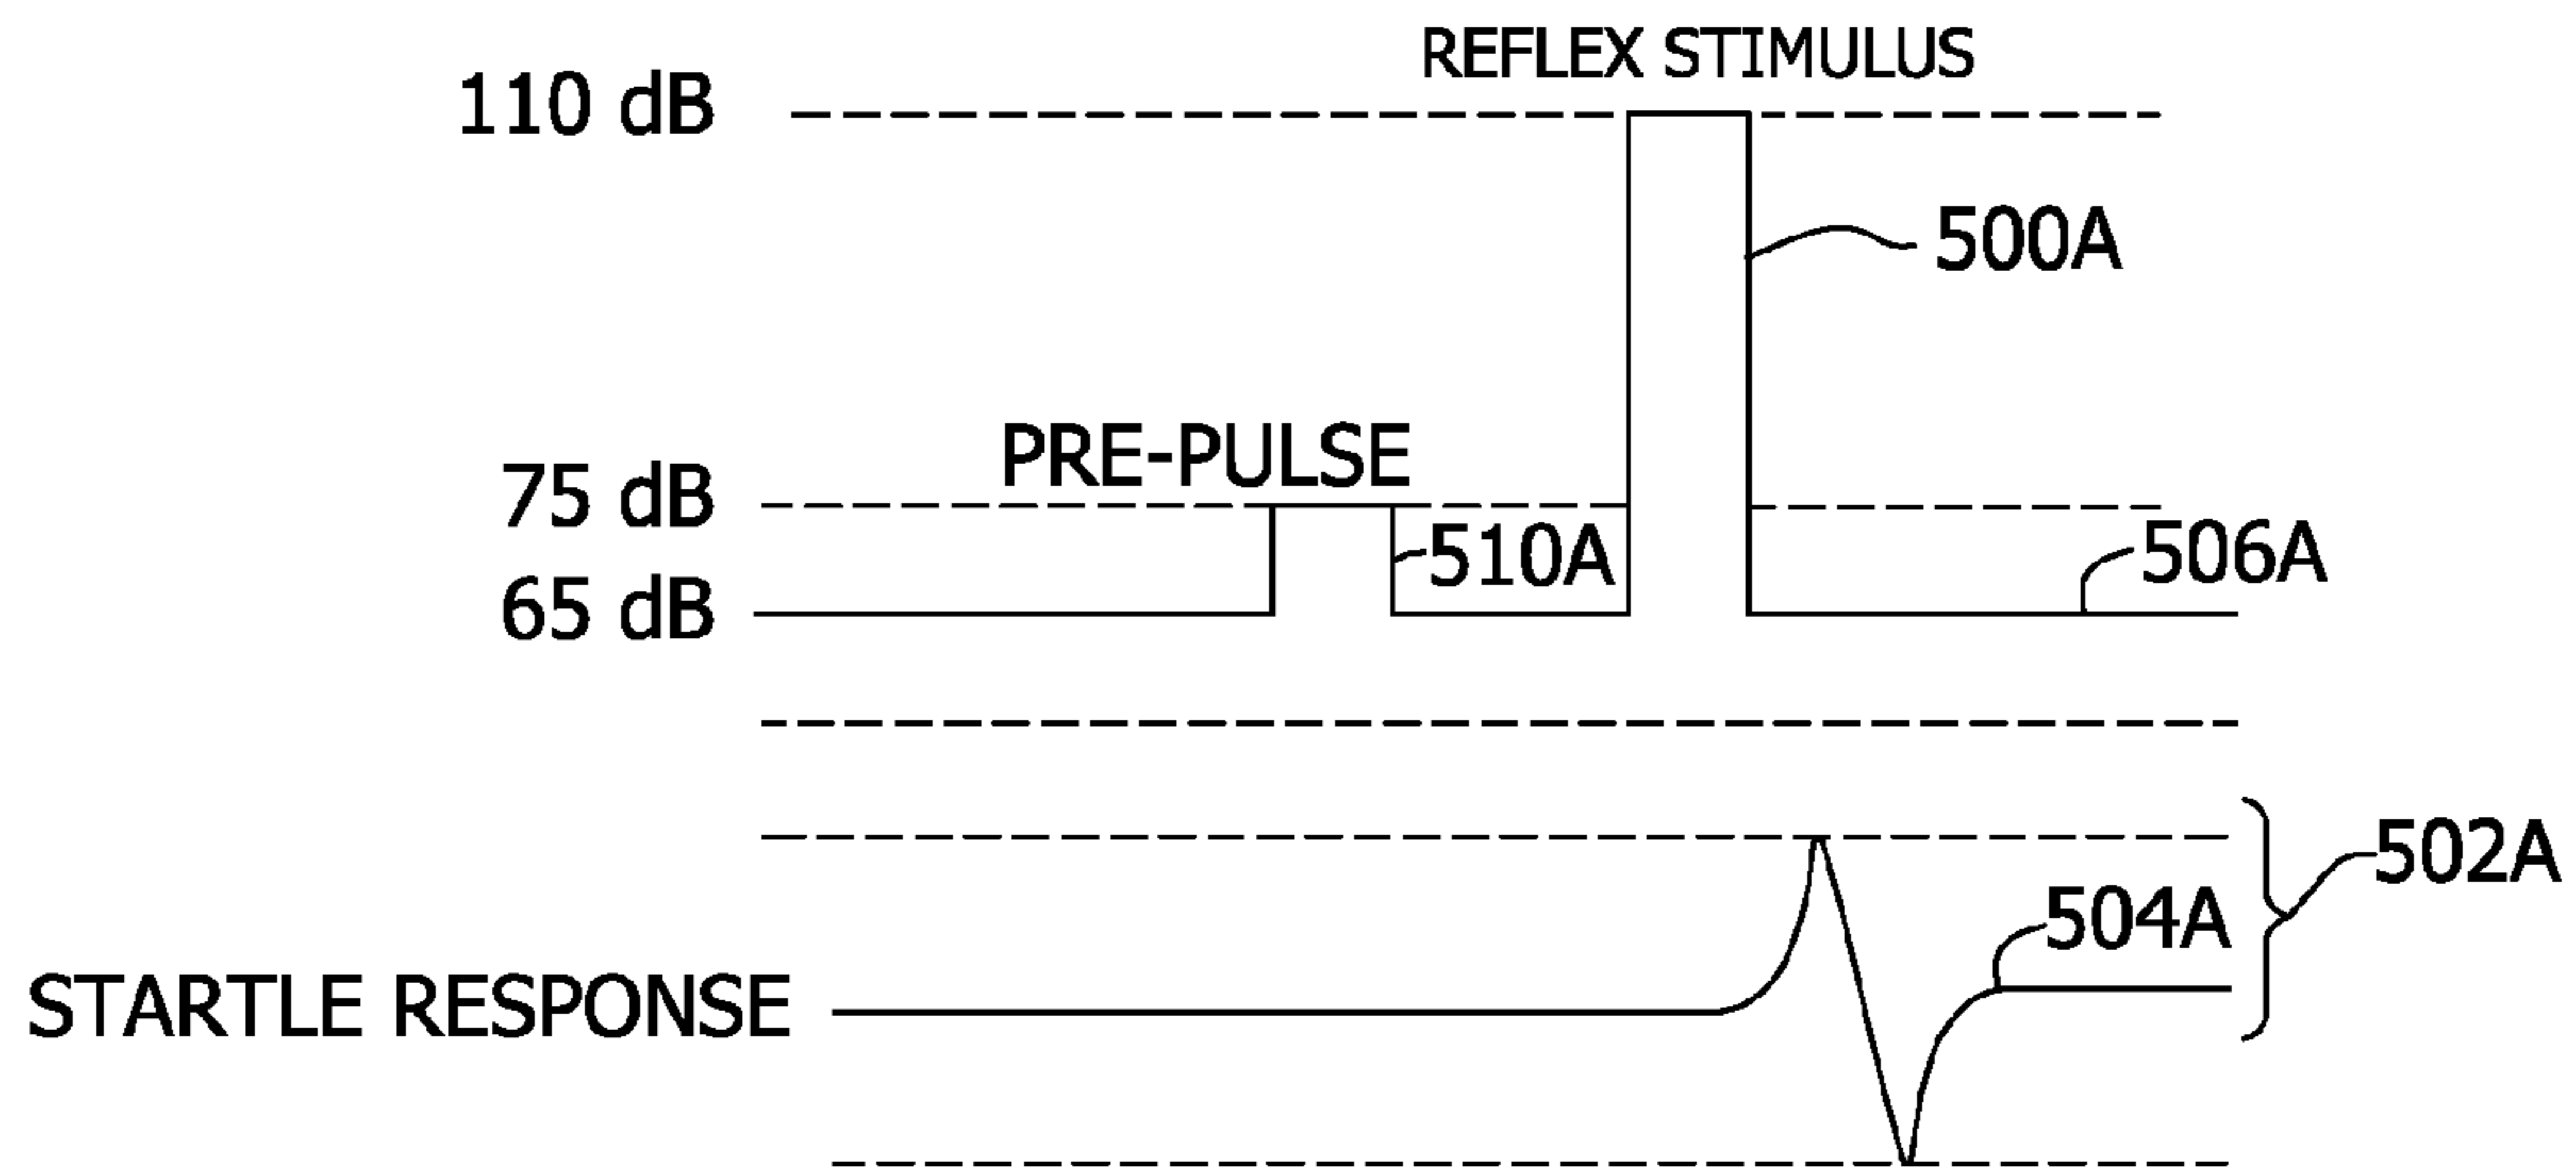 REFLEX STIMULUS
110 dB
500A
PRE-PULSE
75 dB
510A
506A
65 dB
502A
504A
STARTLE RESPONSE